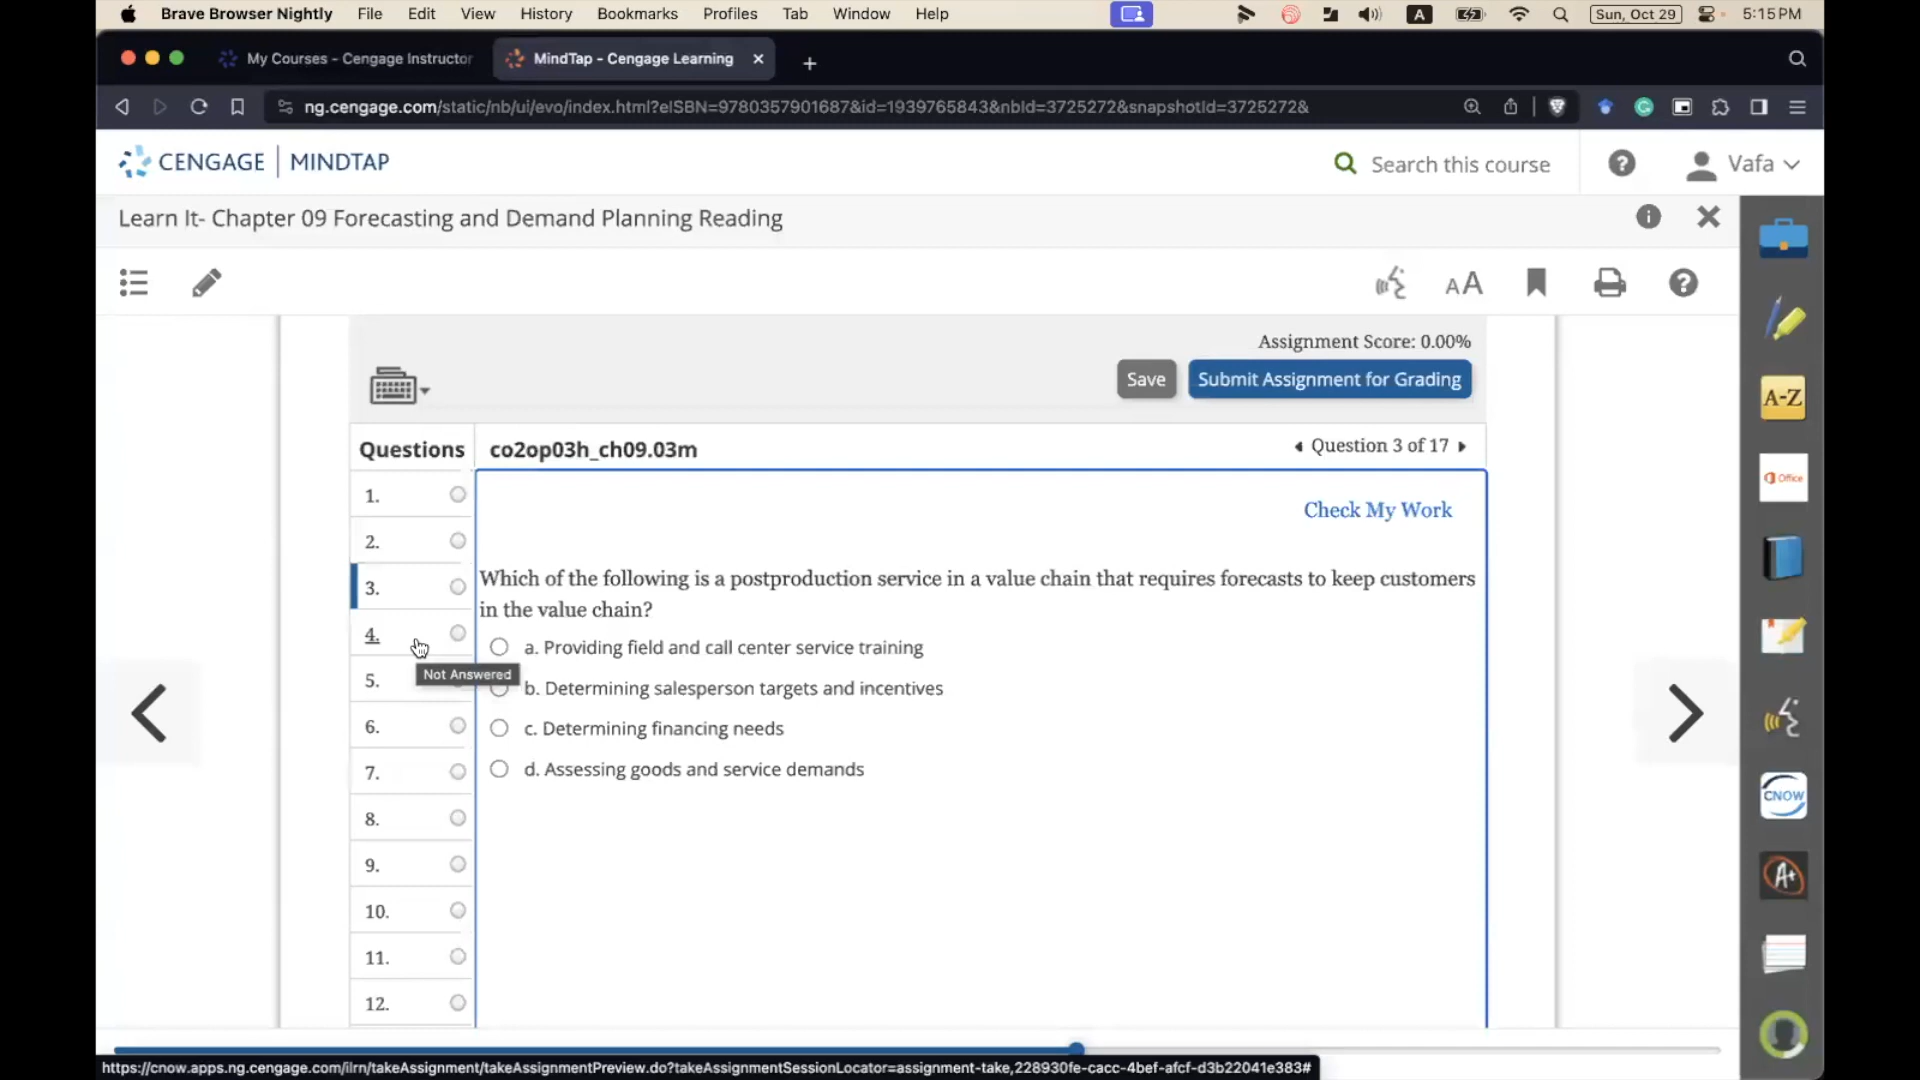 Brave Browser Nightly File Edit View History Bookmarks Profiles Tab Window Help A Sun, Oct 29 5:15 PM
My Courses - Cengage Instructor MindTap - Cengage Learning
ng.cengage.com/static/nb/ui/evo/index.html?eISBN=9780357901687&id=1939765843&nbId=3725272&snapshotId=3725272&
CENGAGE MINDTAP Search this course Vafa
Learn It- Chapter 09 Forecasting and Demand Planning Reading
AA
A-Z
Office
CNOW
A+
Assignment Score: 0.00%
Save Submit Assignment for Grading
Questions co2op03h_ch09.03m Question 3 of 17
1.
2.
3.
4.
5.
6.
7.
8.
9.
10.
11.
12.
Not Answered
Check My Work
Which of the following is a postproduction service in a value chain that requires forecasts to keep customers
in the value chain?
a. Providing field and call center service training
b. Determining salesperson targets and incentives
c. Determining financing needs
d. Assessing goods and service demands
https://cnow.apps.ng.cengage.com/ilrn/takeAssignment/takeAssignmentPreview.do?takeAssignmentSessionLocator=assignment-take,228930fe-cacc-4bef-afcf-d3b22041e383#